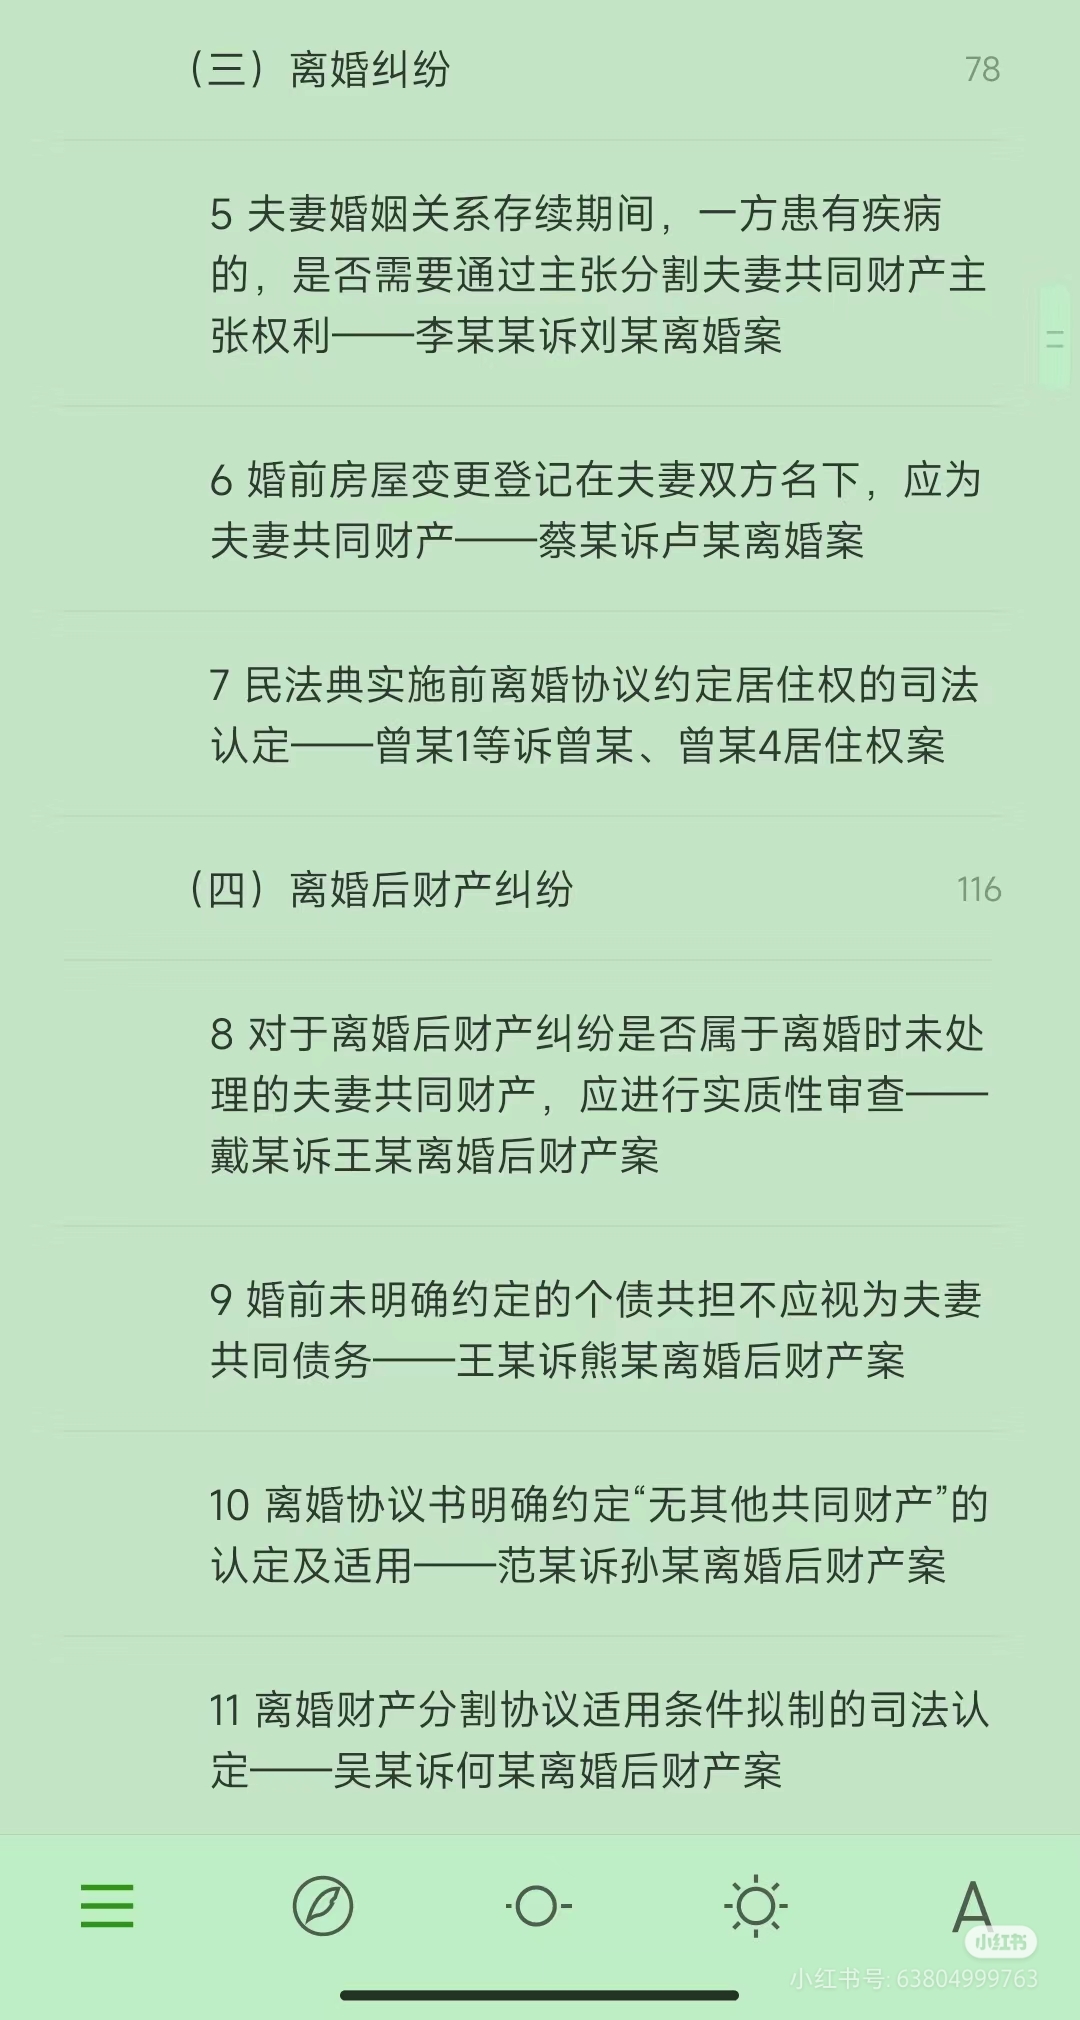 （三）离婚纠纷 78
5 夫妻婚姻关系存续期间，一方患有疾病
的，是否需要通过主张分割夫妻共同财产主
张权利——李某某诉刘某离婚案
6 婚前房屋变更登记在夫妻双方名下，应为
夫妻共同财产——蔡某诉卢某离婚案
7 民法典实施前离婚协议约定居住权的司法
认定——曾某1等诉曾某、曾某4居住权案
（四）离婚后财产纠纷 116
8 对于离婚后财产纠纷是否属于离婚时未处
理的夫妻共同财产，应进行实质性审查——
戴某诉王某离婚后财产案
9 婚前未明确约定的个债共担不应视为夫妻
共同债务——王某诉熊某离婚后财产案
10 离婚协议书明确约定“无其他共同财产”的
认定及适用——范某诉孙某离婚后财产案
11 离婚财产分割协议适用条件拟制的司法认
定——吴某诉何某离婚后财产案
A
小红书
小红书号: 63804999763